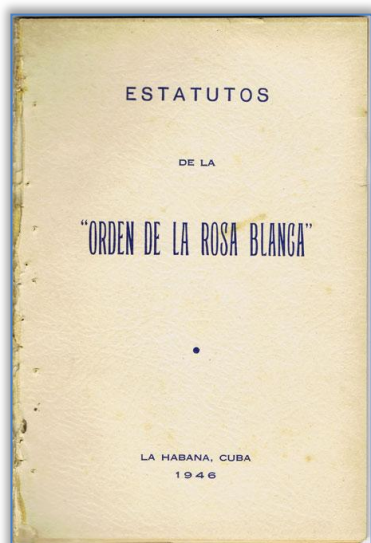 ESTATUTOS
DE LA
“ORDEN DE LA ROSA BLANCA”
LA HABANA, CUBA
1946